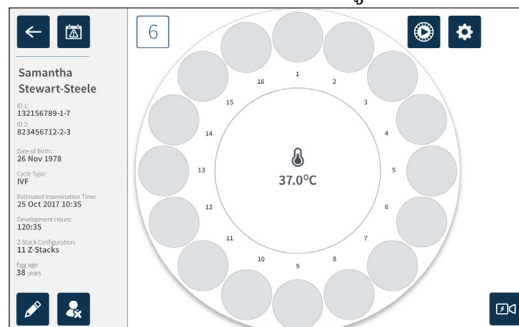 6
Samantha
Stewart-Steele
ID 1:
132156789-1-7
ID 2:
823456712-2-3
Date of Birth:
26 Nov 1978
Cycle Type:
IVF
Estimated Insemination Time:
25 Oct 2017 10:35
Development Hours:
120:35
Z-Stack Configuration:
11 Z-Stacks
Egg age:
38 years
1
2
3
4
5
6
7
8
9
10
11
12
13
14
15
16
37.0°C